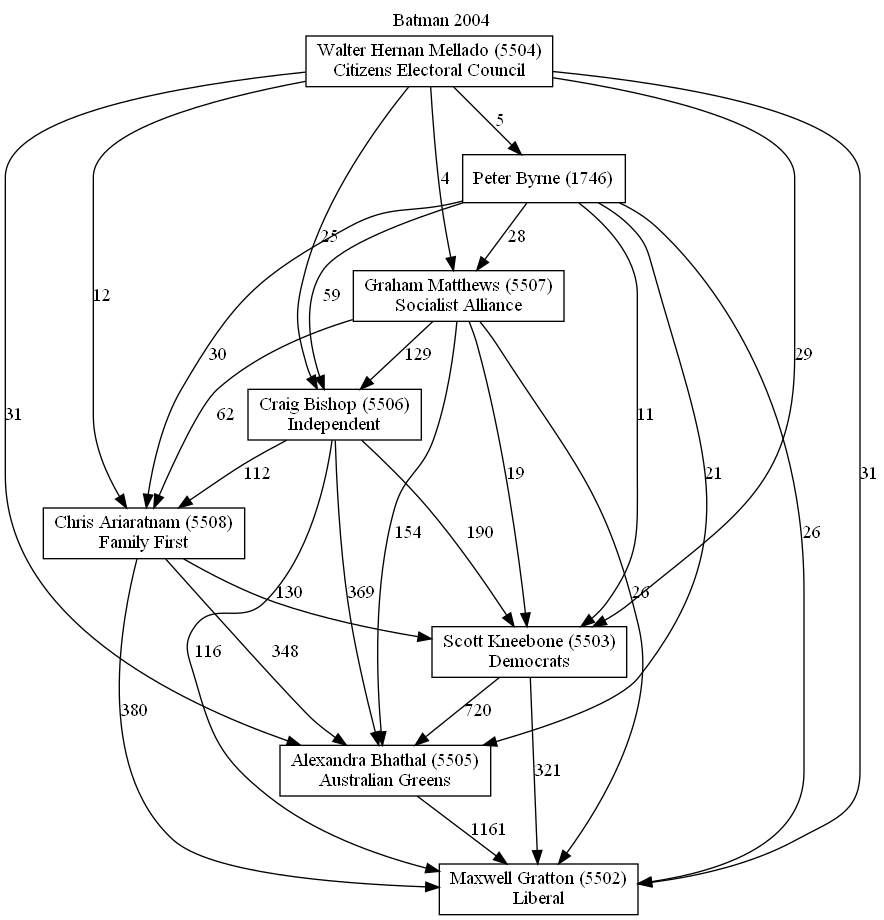 Batman 2004
Walter Hernan Mellado (5504)
Citizens Electoral Council
5
Peter Byrne (1746)
4
28
25
Graham Matthews (5507)
Socialist Alliance
12
59
30
129
29
Craig Bishop (5506)
Independent
31
62
11
112
19
21
31
Chris Ariaratnam (5508)
Family First
154
190
26
130
369
26
Scott Kneebone (5503)
Democrats
116
348
380
720
Alexandra Bhathal (5505)
Australian Greens
321
1161
Maxwell Gratton (5502)
Liberal